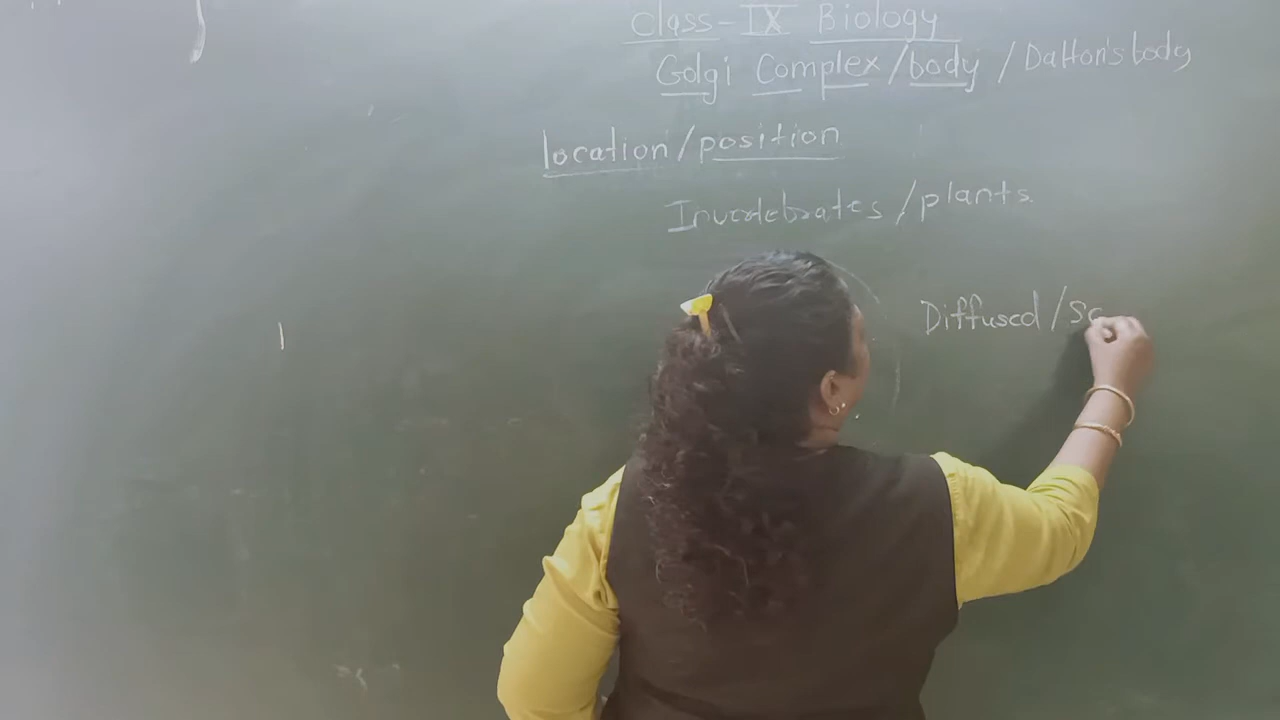 Class-IX Biology
Golgi Complex/body / Dalton's body
location/position
Invertebrates/plants
Diffused/Sc